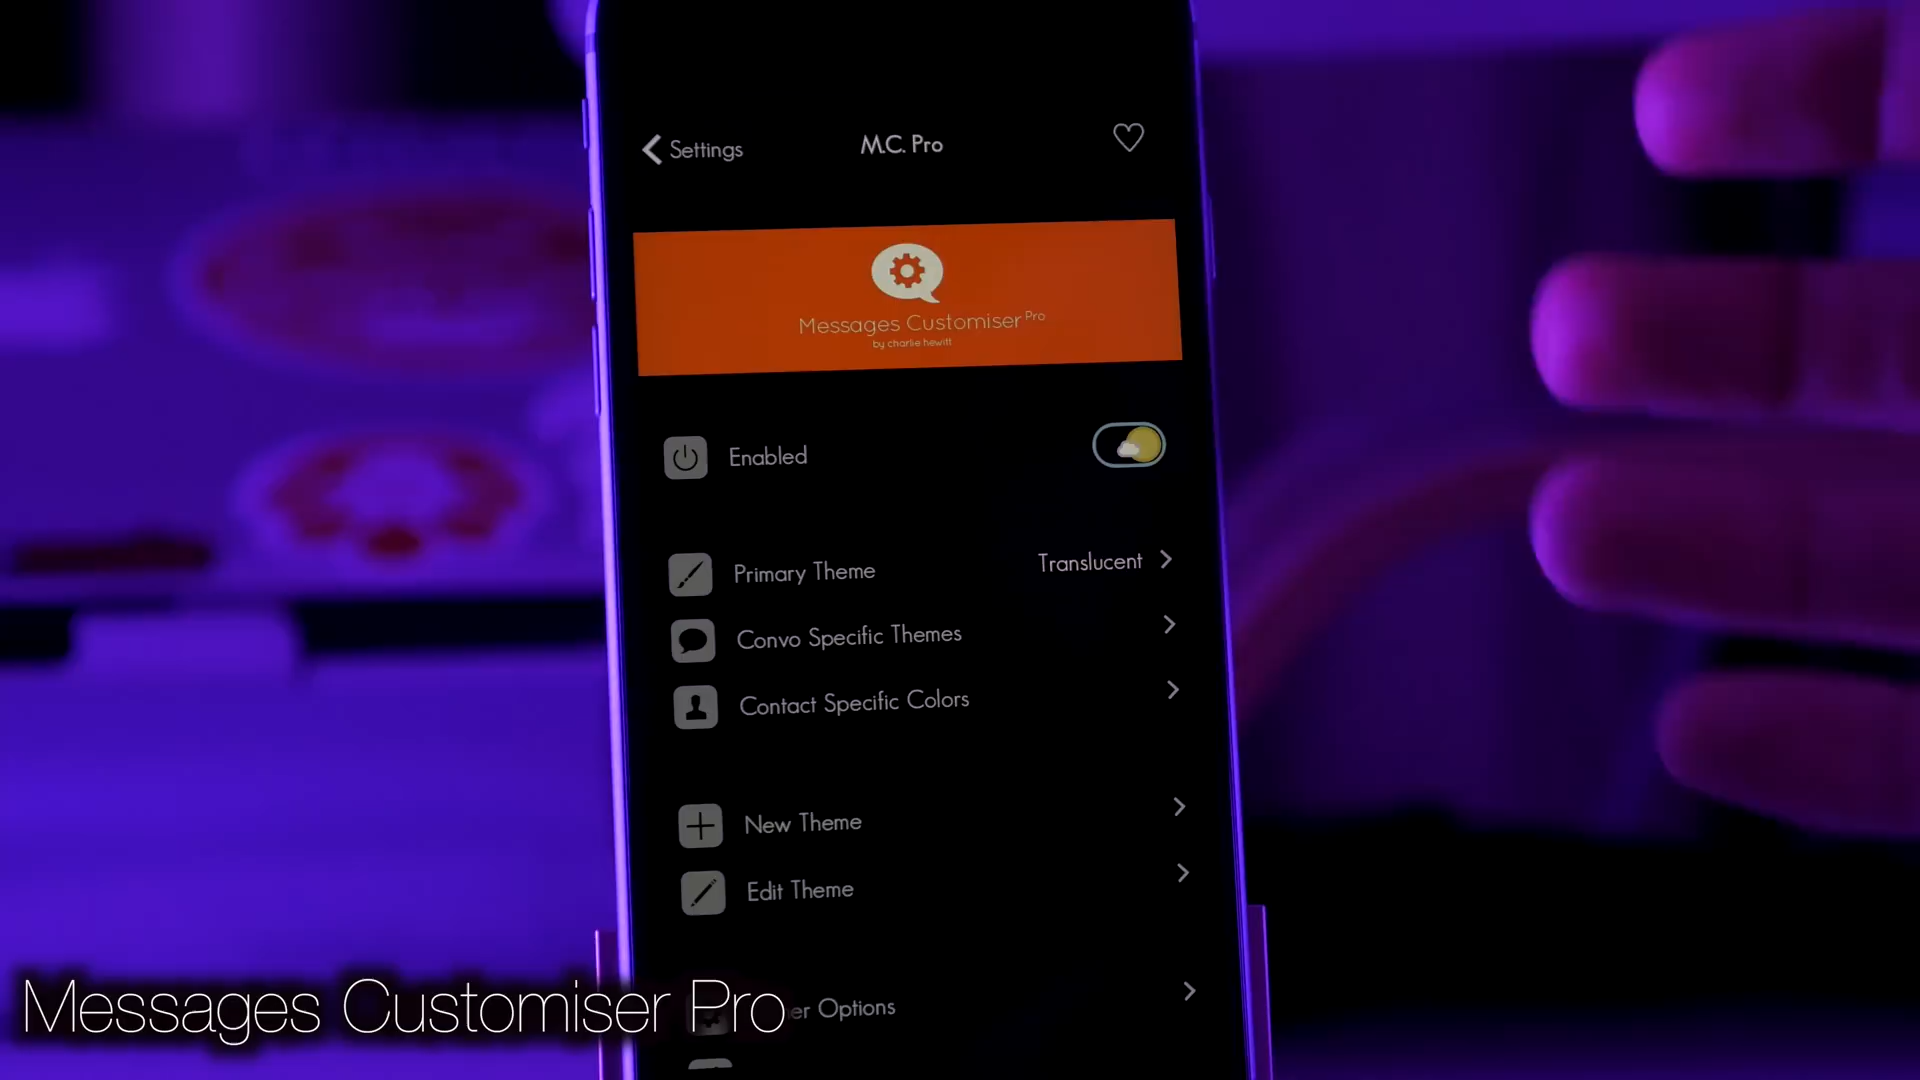 Settings
M.C. Pro
Messages Customiser Pro
by charlie hewitt
Enabled
Primary Theme
Translucent
Convo Specific Themes
Contact Specific Colors
New Theme
Edit Theme
Options
Messages Customiser Pro